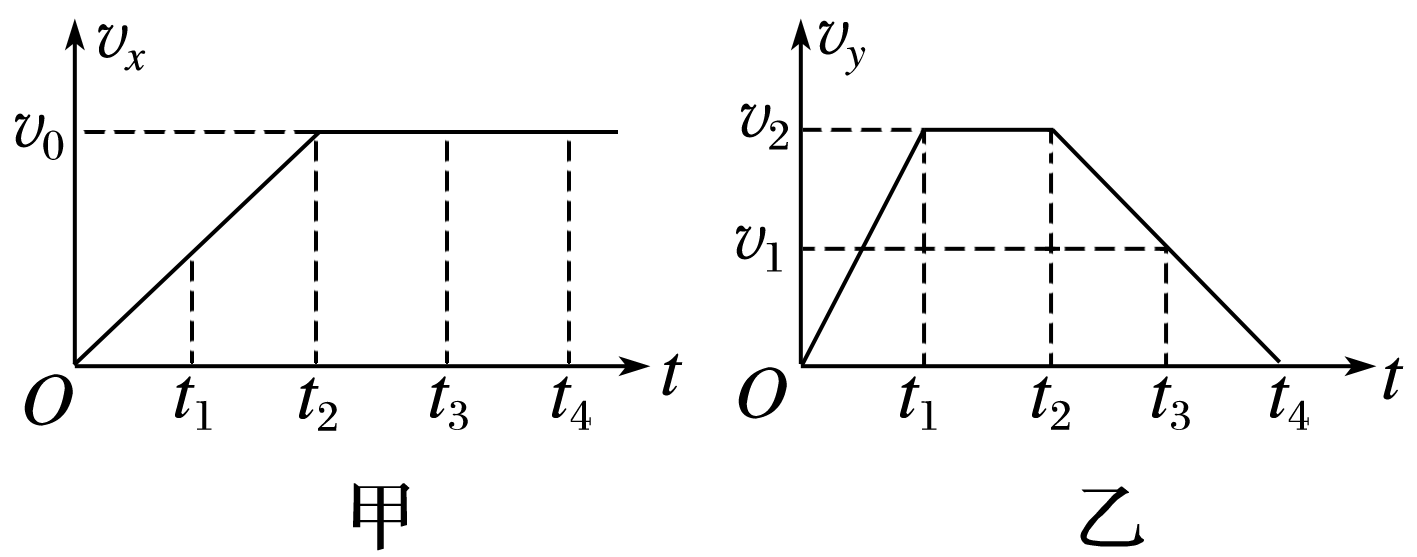 v_x
v_0
O t_1 t_2 t_3 t_4 t
甲
v_y
v_2
v_1
O t_1 t_2 t_3 t_4 t
乙